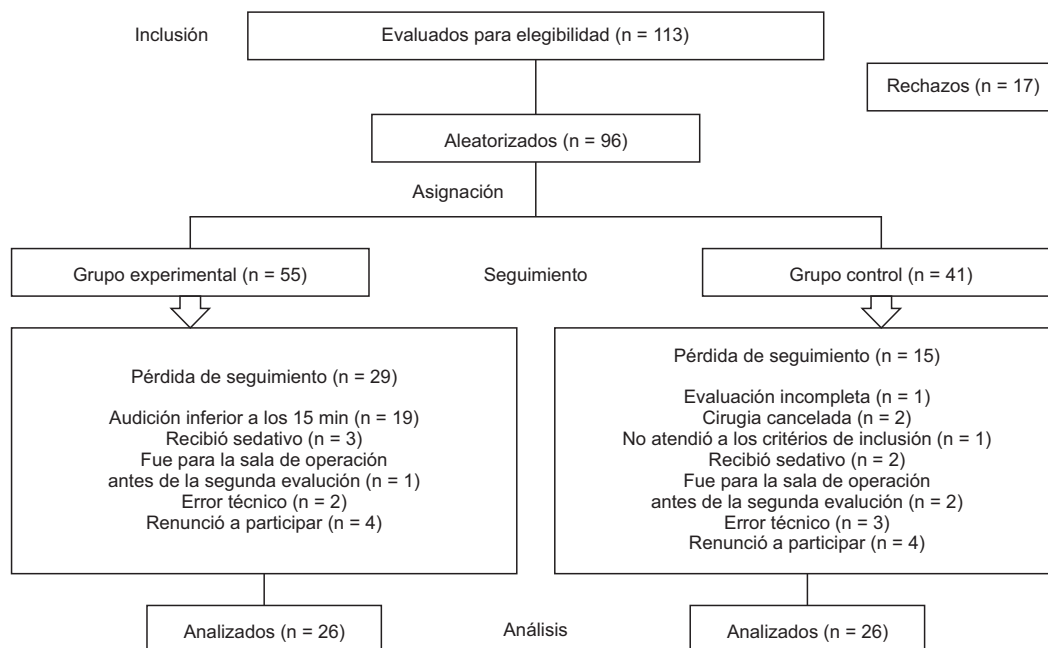 Inclusión
Evaluados para elegibilidad (n = 113)
Rechazos (n = 17)
Aleatorizados (n = 96)
Asignación
Grupo experimental (n = 55)
Seguimiento
Grupo control (n = 41)
Pérdida de seguimiento (n = 29)
Audición inferior a los 15 min (n = 19)
Recibió sedativo (n = 3)
Fue para la sala de operación
antes de la segunda evalución (n = 1)
Error técnico (n = 2)
Renunció a participar (n = 4)
Pérdida de seguimiento (n = 15)
Evaluación incompleta (n = 1)
Cirugia cancelada (n = 2)
No atendió a los critérios de inclusión (n = 1)
Recibió sedativo (n = 2)
Fue para la sala de operación
antes de la segunda evalución (n = 2)
Error técnico (n = 3)
Renunció a participar (n = 4)
Analizados (n = 26)
Análisis
Analizados (n = 26)